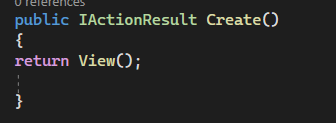 0 references
public IActionResult Create()
{
return View();
}